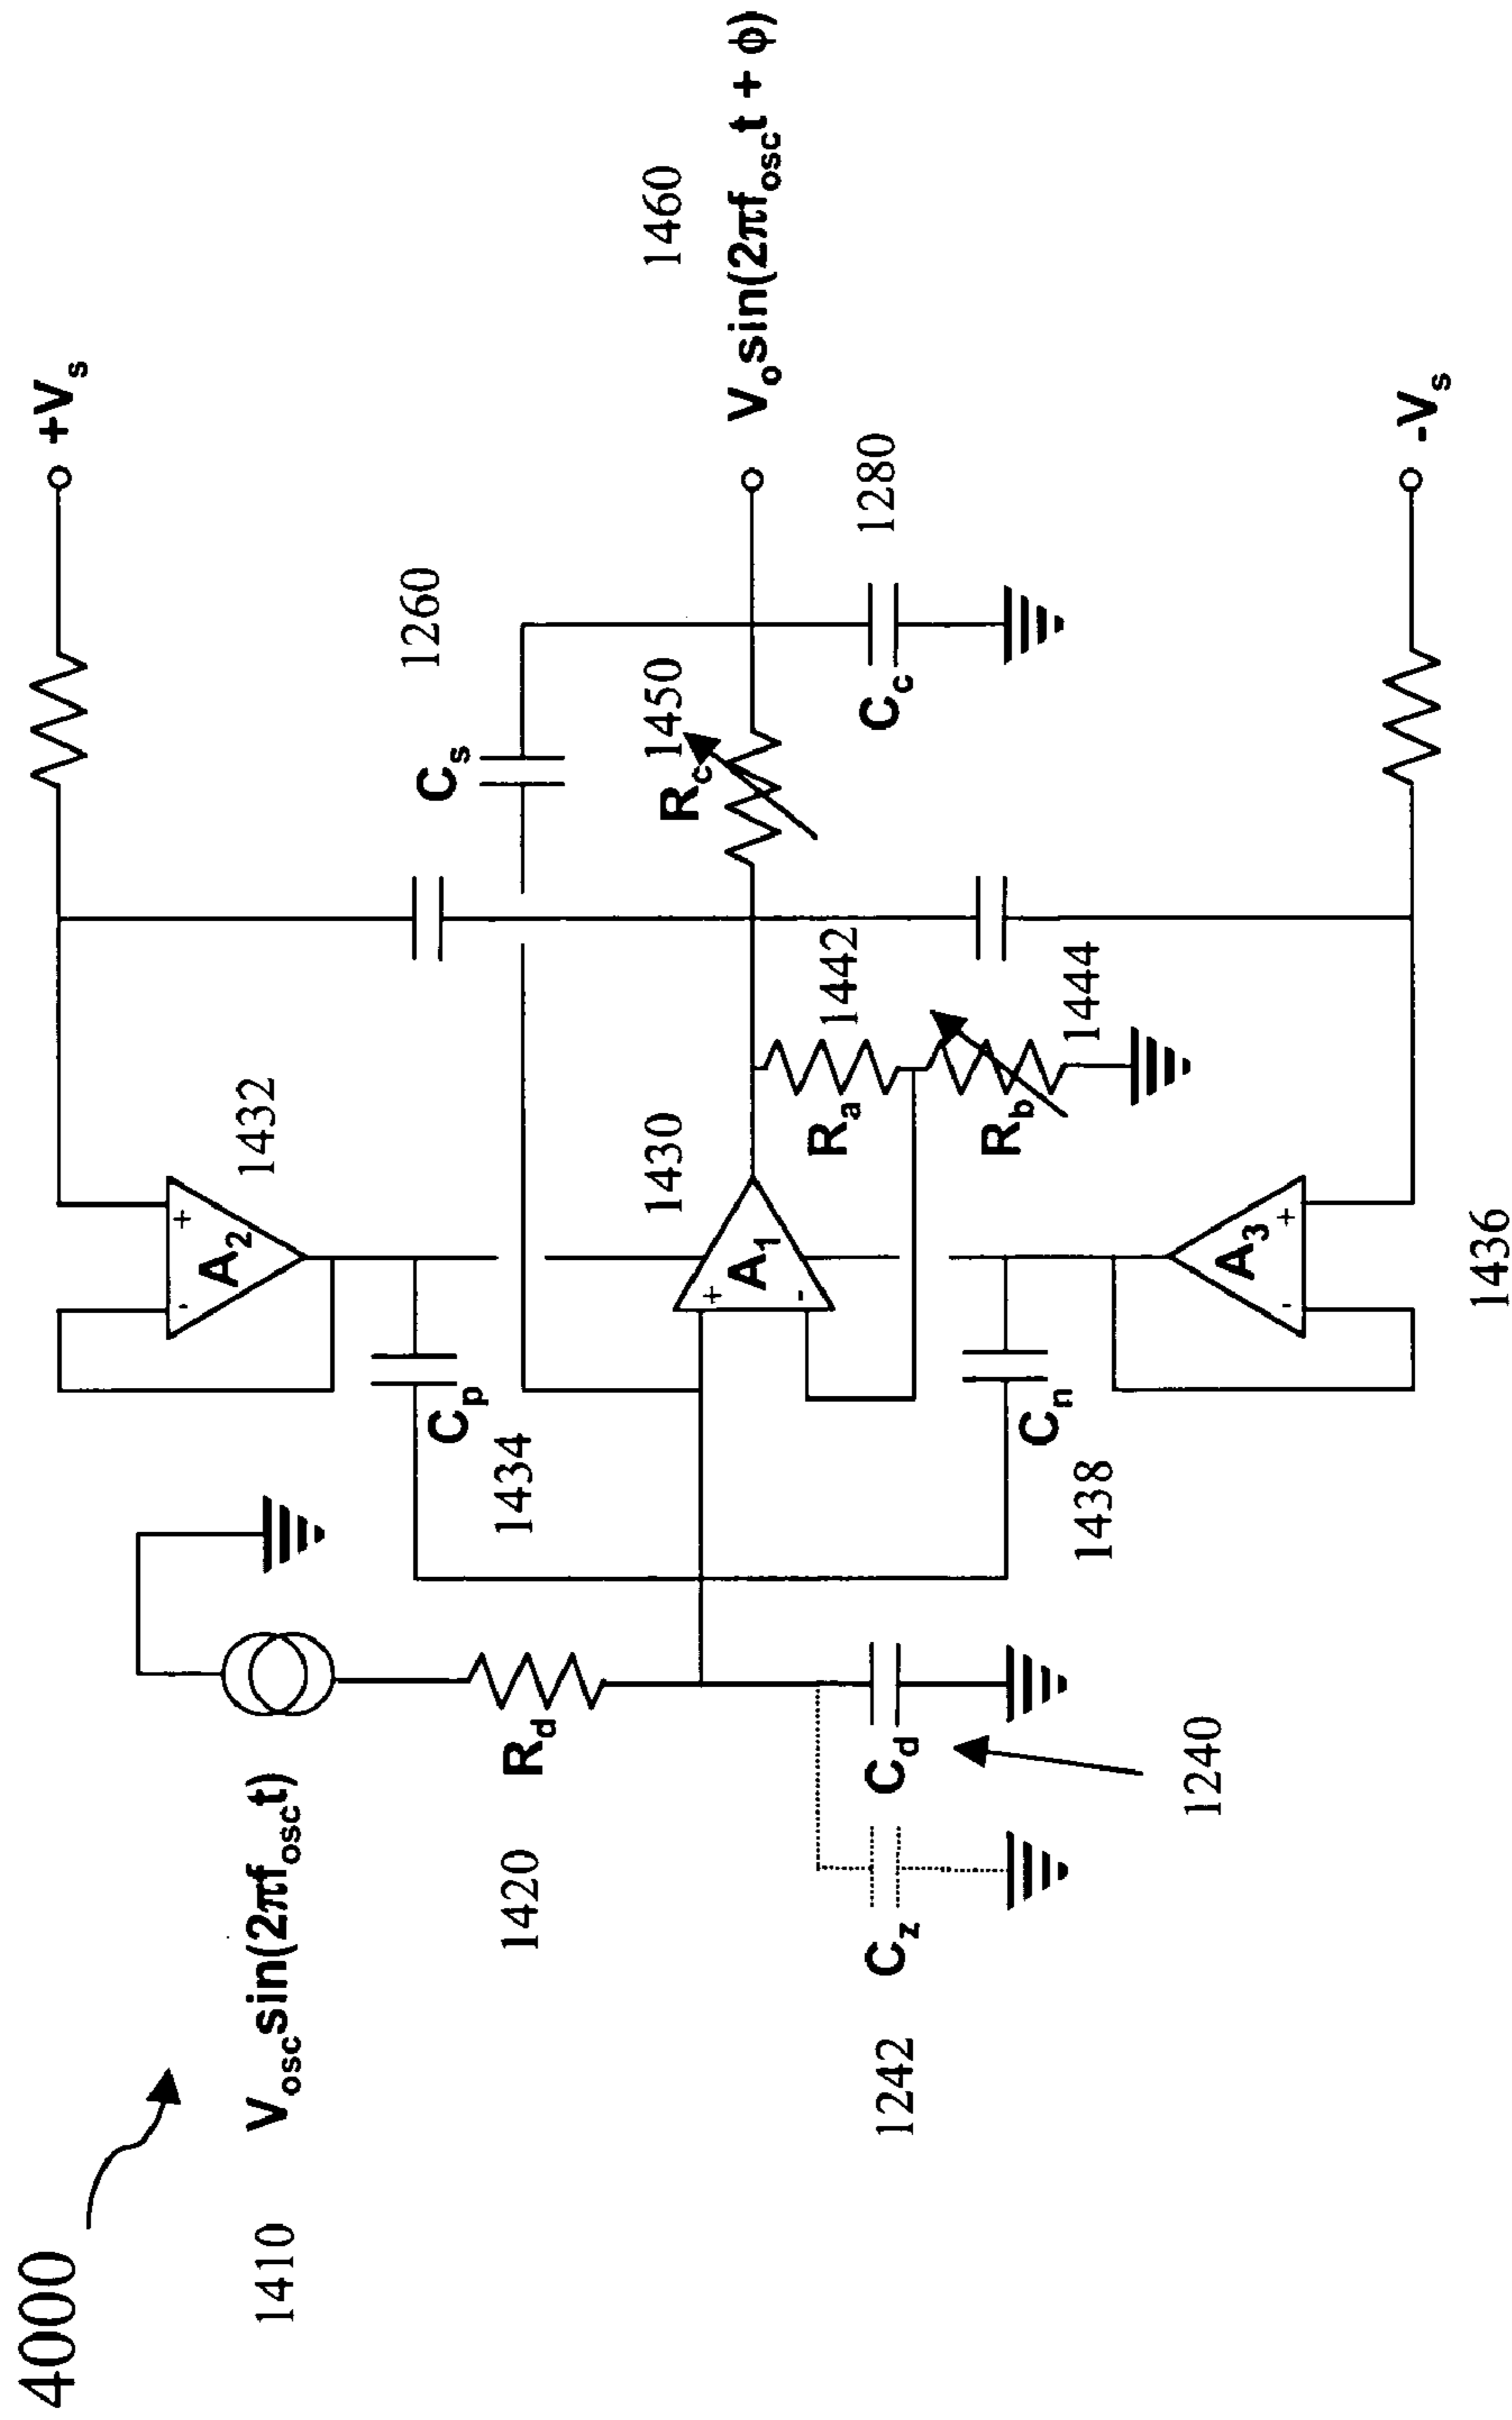 4000
1410
V_osc sin(2πf_osc t)
1420
R_d
1242
C_z
C_d
1240
C_p
1434
C_n
1438
A_2
+
-
1432
A_1
+
-
1430
A_3
+
-
1436
R_a
1442
R_b
1444
C_s
1260
R_c
1450
C_c
1280
+V_s
1460
V_o sin(2πf_osc t + ϕ)
-V_s